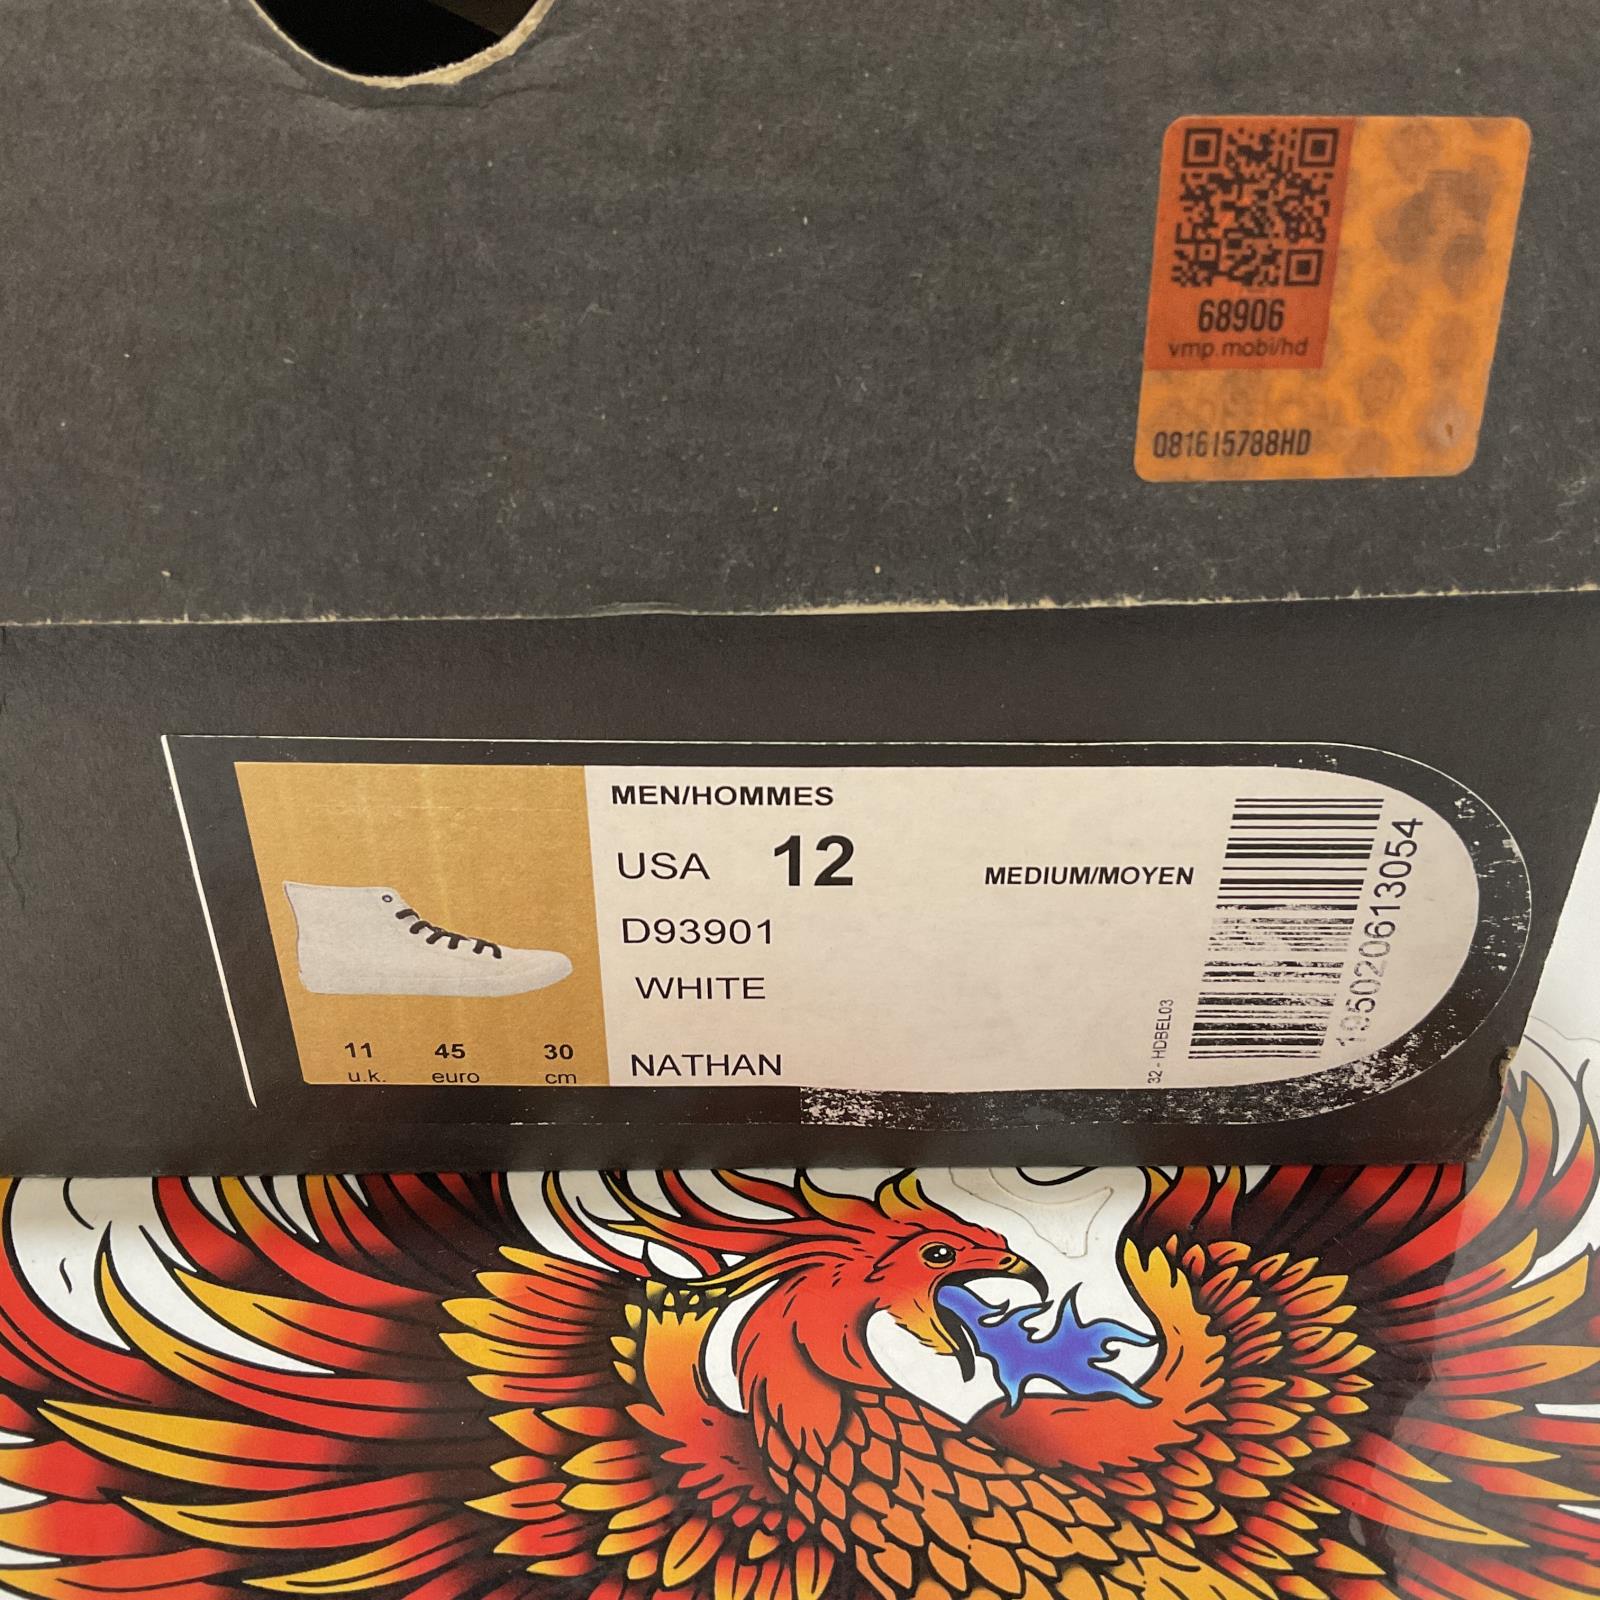 68906
vmp.mobi/hd
081615788HD
MEN/HOMMES
USA 12
MEDIUM/MOYEN
D93901
WHITE
NATHAN
11 45 30
u.k. euro cm
32 - HDBEL03
195020613054